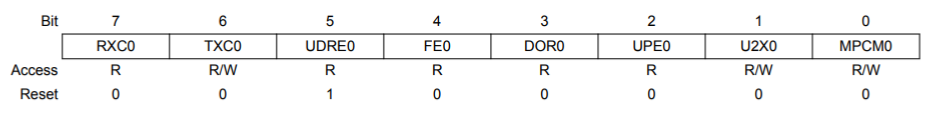 Bit 7 6 5 4 3 2 1 0
RXC0 TXC0 UDRE0 FE0 DOR0 UPE0 U2X0 MPCM0
Access R R/W R R R R R/W R/W
Reset 0 0 1 0 0 0 0 0